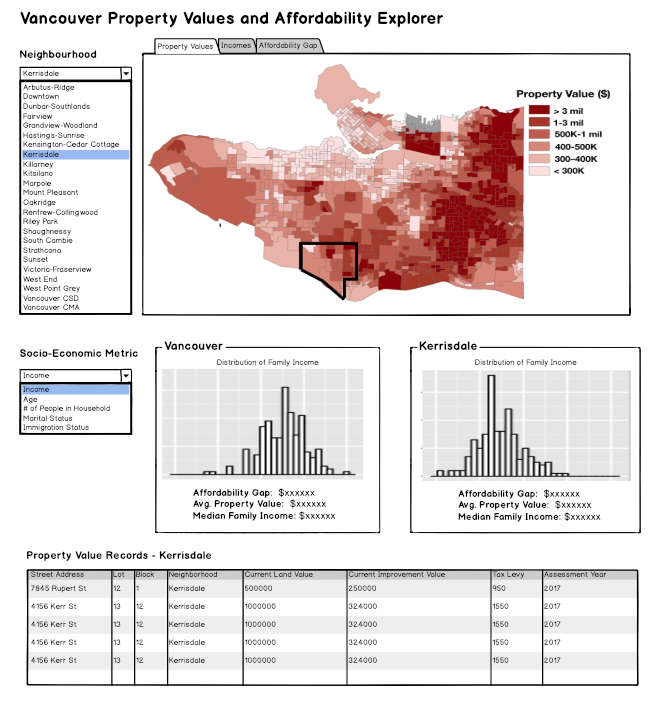 Vancouver Property Values and Affordability Explorer
Neighbourhood
Kerrisdale
Arbutus-Ridge
Downtown
Dunbar-Southlands
Fairview
Grandview-Woodland
Hastings-Sunrise
Kensington-Cedar Cottage
Kerrisdale
Killarney
Kitsilano
Marpole
Mount Pleasant
Oakridge
Renfrew-Collingwood
Riley Park
Shaughnessy
South Cambie
Strathcona
Sunset
Victoria-Fraserview
West End
West Point Grey
Vancouver CSD
Vancouver CMA
Property Values Incomes Affordability Gap
Property Value ($)
> 3 mil
1-3 mil
500K-1 mil
400-500K
300-400K
< 300K
Socio-Economic Metric
Income
Income
Age
# of People in Household
Marital Status
Immigration Status
Vancouver
Distribution of Family Income
Affordability Gap: $xxxxxx
Avg. Property Value: $xxxxxx
Median Family Income: $xxxxxx
Kerrisdale
Distribution of Family Income
Affordability Gap: $xxxxxx
Avg. Property Value: $xxxxxx
Median Family Income: $xxxxxx
Property Value Records - Kerrisdale
Street Address Lot Block Neighborhood Current Land Value Current Improvement Value Tax Levy Assessment Year
7845 Rupert St 12 1 Kerrisdale 500000 250000 950 2017
4156 Kerr St 13 12 Kerrisdale 1000000 324000 1550 2017
4156 Kerr St 13 12 Kerrisdale 1000000 324000 1550 2017
4156 Kerr St 13 12 Kerrisdale 1000000 324000 1550 2017
4156 Kerr St 13 12 Kerrisdale 1000000 324000 1550 2017